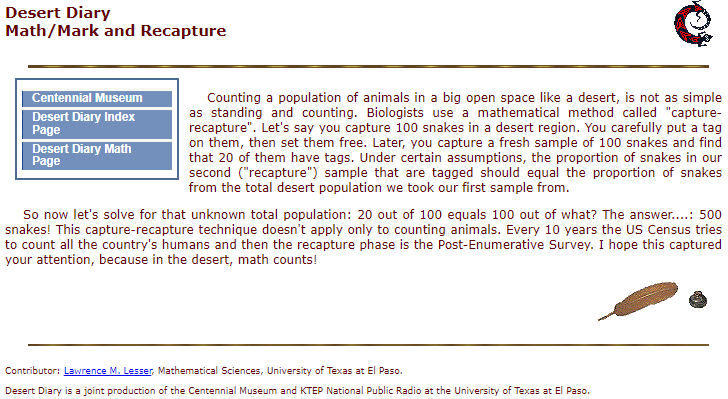 Desert Diary
Math/Mark and Recapture
Centennial Museum
Desert Diary Index
Page
Desert Diary Math
Page
Counting a population of animals in a big open space like a desert, is not as simple
as standing and counting. Biologists use a mathematical method called "capture-
recapture". Let's say you capture 100 snakes in a desert region. You carefully put a tag
on them, then set them free. Later, you capture a fresh sample of 100 snakes and find
that 20 of them have tags. Under certain assumptions, the proportion of snakes in our
second ("recapture") sample that are tagged should equal the proportion of snakes
from the total desert population we took our first sample from.
So now let's solve for that unknown total population: 20 out of 100 equals 100 out of what? The answer....: 500
snakes! This capture-recapture technique doesn't apply only to counting animals. Every 10 years the US Census tries
to count all the country's humans and then the recapture phase is the Post-Enumerative Survey. I hope this captured
your attention, because in the desert, math counts!
Contributor: Lawrence M. Lesser, Mathematical Sciences, University of Texas at El Paso.
Desert Diary is a joint production of the Centennial Museum and KTEP National Public Radio at the University of Texas at El Paso.